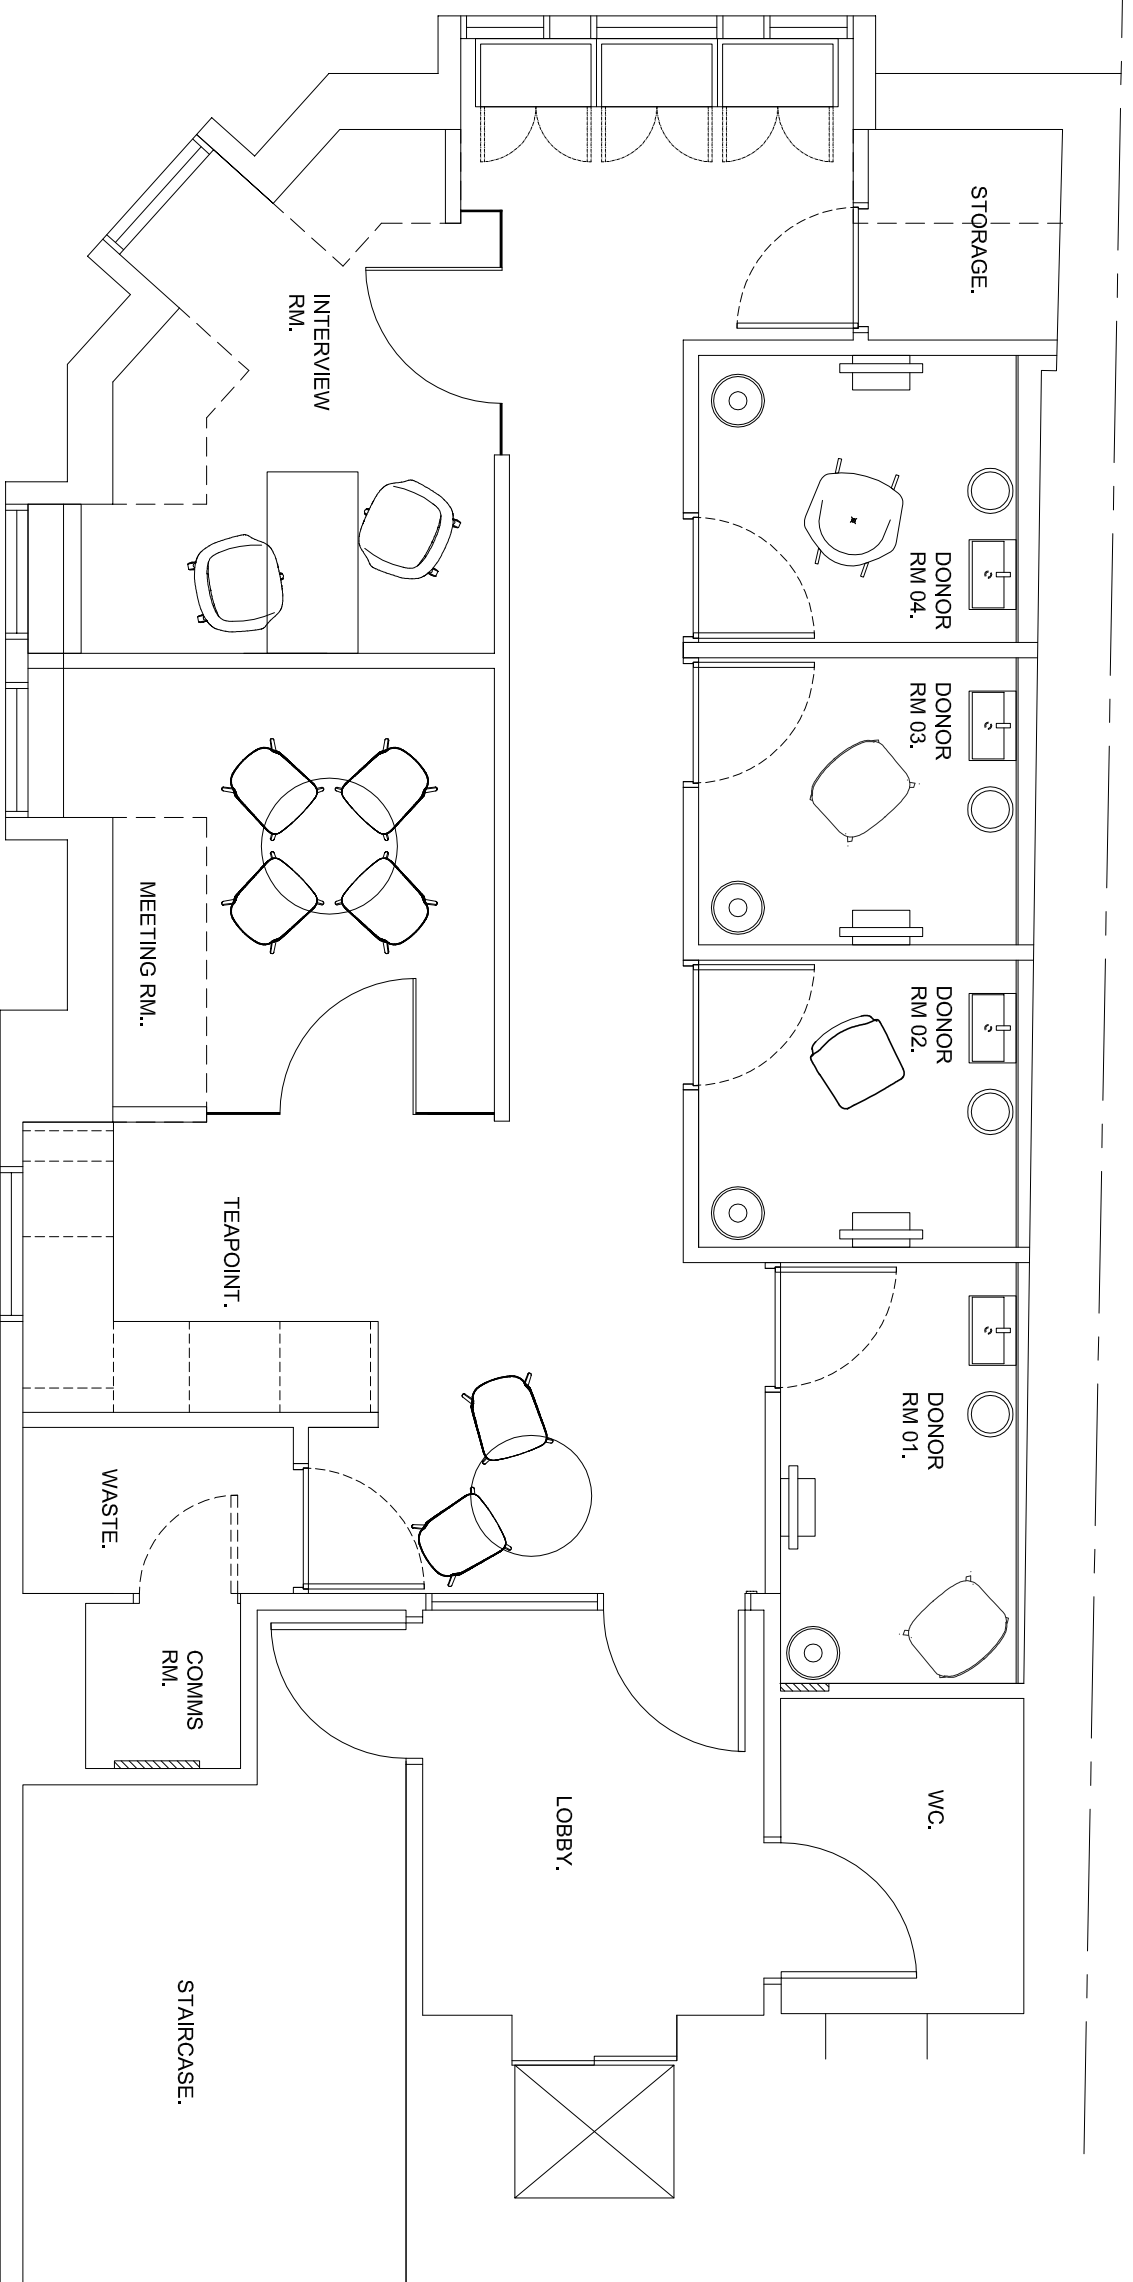 STORAGE.
INTERVIEW
RM.
DONOR
RM 04.
DONOR
RM 03.
DONOR
RM 02.
DONOR
RM 01.
MEETING RM..
TEAPOINT.
WASTE.
COMMS
RM.
LOBBY.
WC.
STAIRCASE.